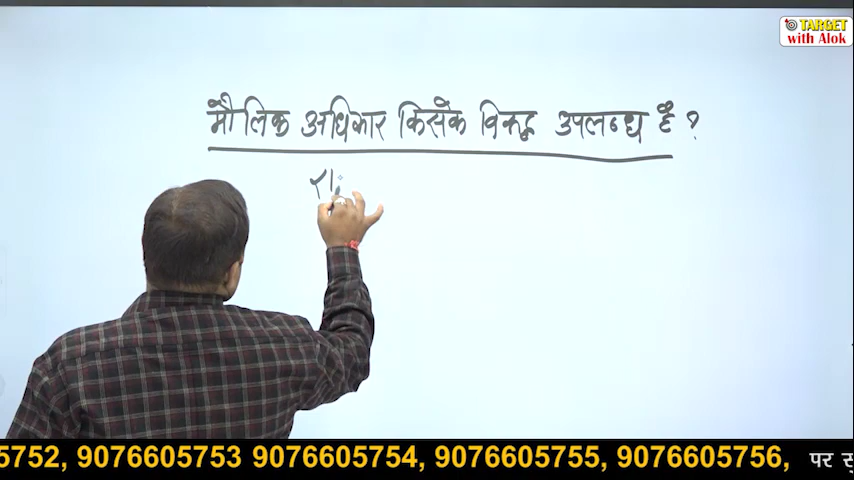 TARGET
with Alok
मौलिक अधिकार किसके विरूद्ध उपलब्ध है ?
रा
5752, 9076605753 9076605754, 9076605755, 9076605756, पर सु